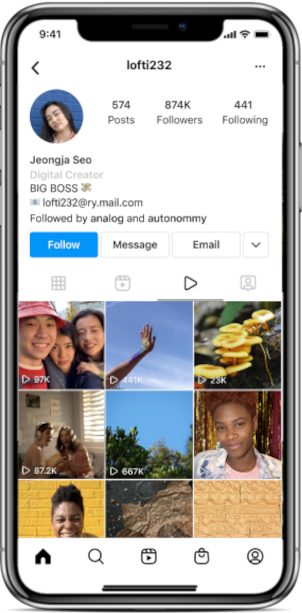 9:41
lofti232
574 874K 441
Posts Followers Following
Jeongja Seo
Digital Creator
BIG BOSS
lofti232@ry.mail.com
Followed by analog and autonommy
Follow Message Email
97K 441K 23K
87.2K 667K